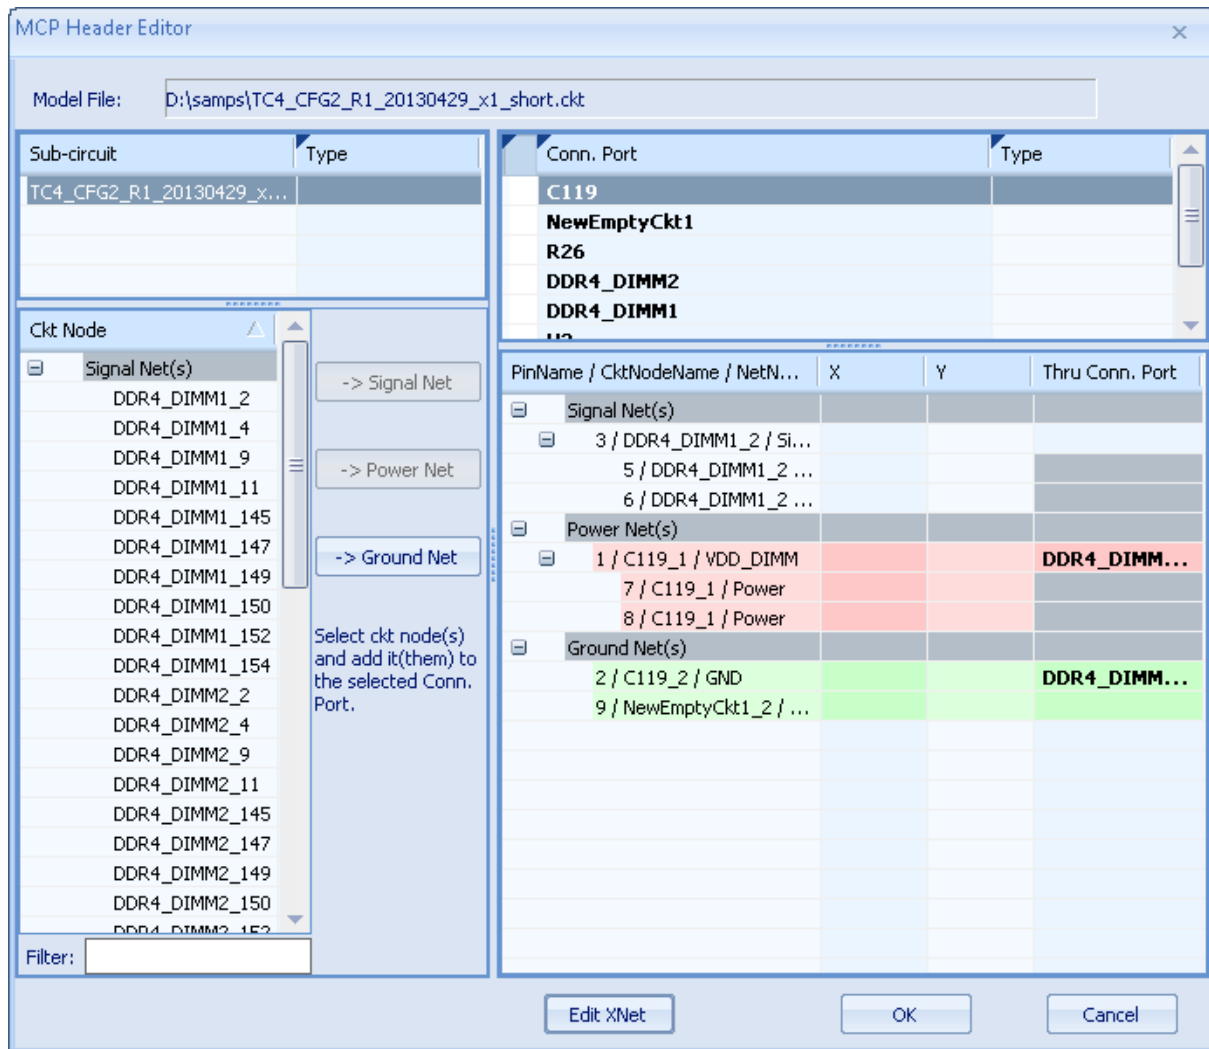 MCP Header Editor
Model File: D:\samps\TC4_CFG2_R1_20130429_x1_short.ckt
Sub-circuit Type
TC4_CFG2_R1_20130429_x...
Conn. Port Type
C119
NewEmptyCkt1
R26
DDR4_DIMM2
DDR4_DIMM1
Ckt Node
Signal Net(s)
DDR4_DIMM1_2
DDR4_DIMM1_4
DDR4_DIMM1_9
DDR4_DIMM1_11
DDR4_DIMM1_145
DDR4_DIMM1_147
DDR4_DIMM1_149
DDR4_DIMM1_150
DDR4_DIMM1_152
DDR4_DIMM1_154
DDR4_DIMM2_2
DDR4_DIMM2_4
DDR4_DIMM2_9
DDR4_DIMM2_11
DDR4_DIMM2_145
DDR4_DIMM2_147
DDR4_DIMM2_149
DDR4_DIMM2_150
DDR4_DIMM2_152
Filter:
-> Signal Net
-> Power Net
-> Ground Net
Select ckt node(s)
and add it(them) to
the selected Conn.
Port.
PinName / CktNodeName / NetN... X Y Thru Conn. Port
Signal Net(s)
3 / DDR4_DIMM1_2 / Si...
5 / DDR4_DIMM1_2 ...
6 / DDR4_DIMM1_2 ...
Power Net(s)
1 / C119_1 / VDD_DIMM DDR4_DIMM...
7 / C119_1 / Power
8 / C119_1 / Power
Ground Net(s)
2 / C119_2 / GND DDR4_DIMM...
9 / NewEmptyCkt1_2 / ...
Edit XNet OK Cancel